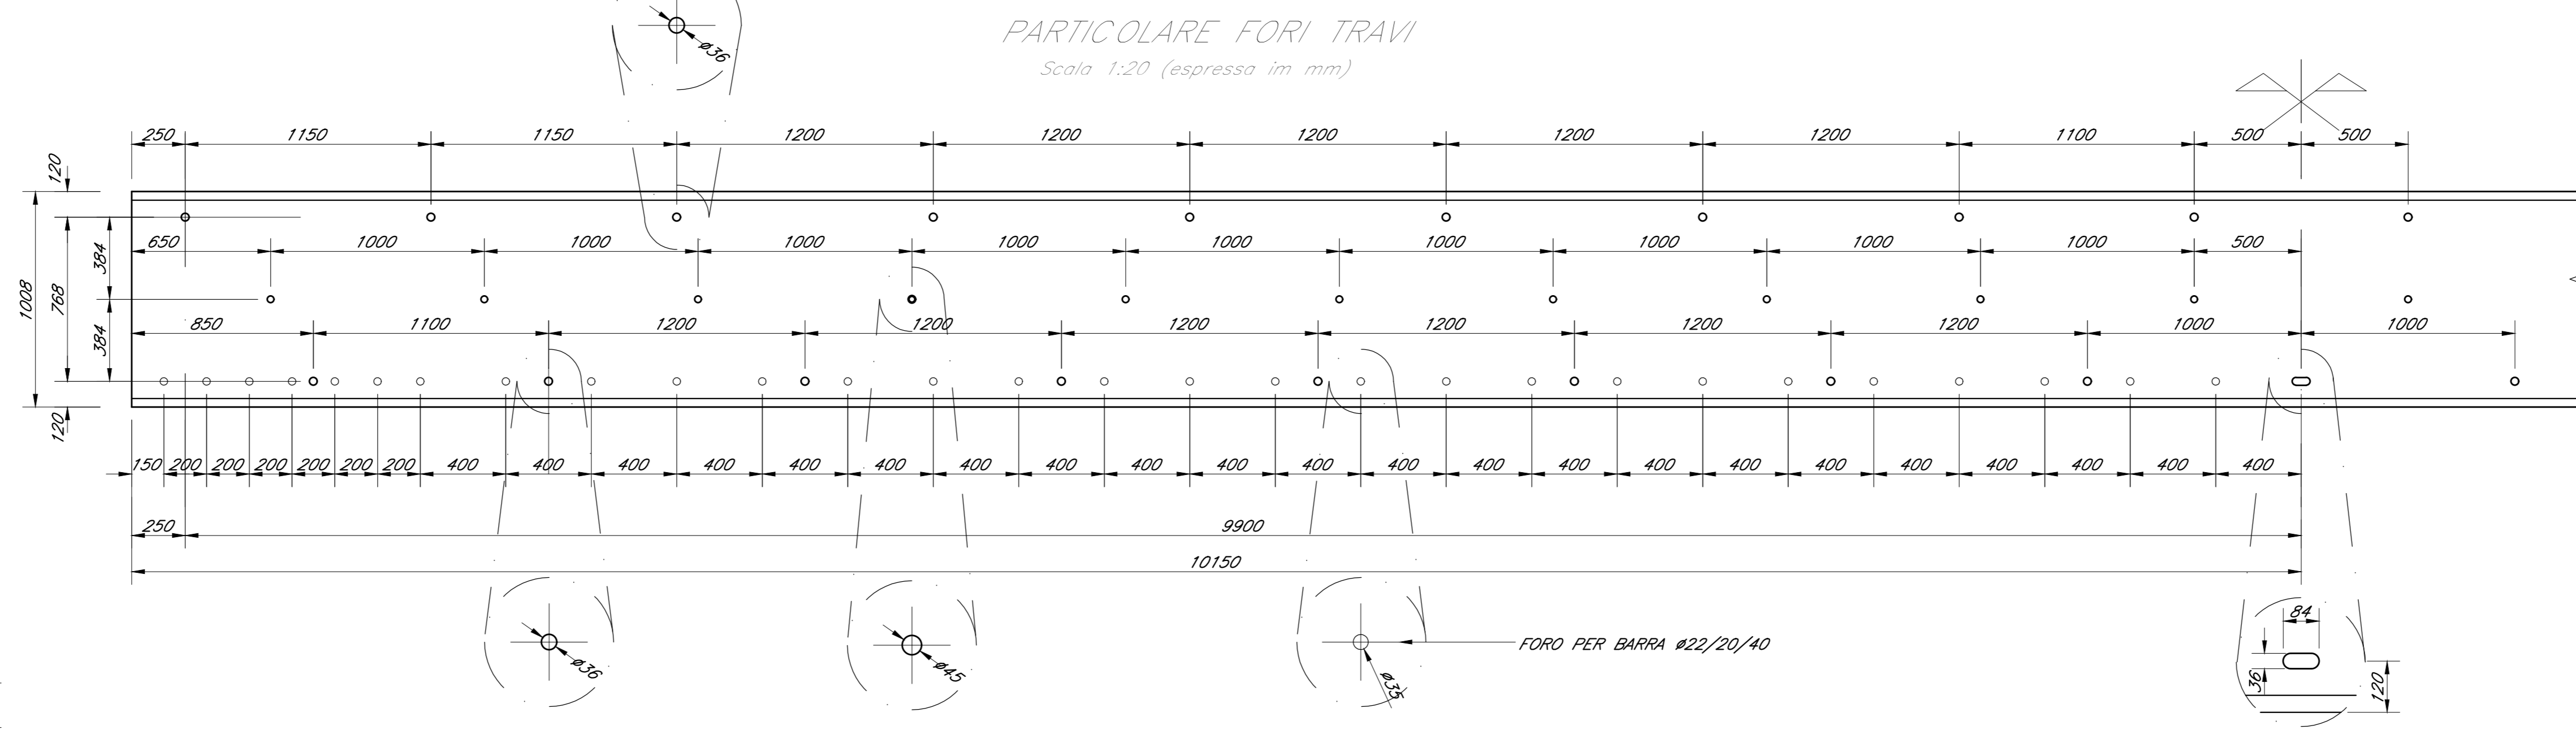 PARTICOLARE FORI TRAVI
Scala 1:20 (espressa im mm)
ø36
250 1150 1150 1200 1200 1200 1200 1200 1100 500 500
120
650 1000 1000 1000 1000 1000 1000 1000 1000 1000 500
1008
768
384
384
850 1100 1200 1200 1200 1200 1200 1200 1000 1000
120
150 200 200 200 200 200 200 400 400 400 400 400 400 400 400 400 400 400 400 400 400 400 400 400 400 400 400 400 400
250 9900
10150
ø36
ø45
ø35
FORO PER BARRA ø22/20/40
84
36
120